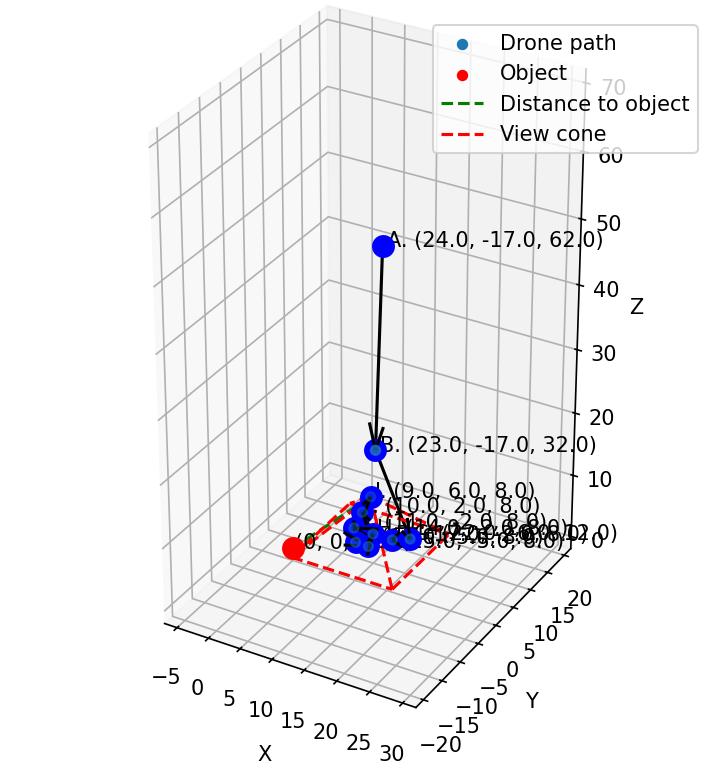 Drone path
Object
Distance to object
View cone
70
60
50
40
Z
30
20
10
0
A. (24.0, -17.0, 62.0)
B. (23.0, -17.0, 32.0)
(9.0, 6.0, 8.0)
(10.0, 2.0, 8.0)
(0, 0,
−5
0
5
10
15
20
25
30
X
−20
−15
−10
−5
0
5
10
15
20
Y